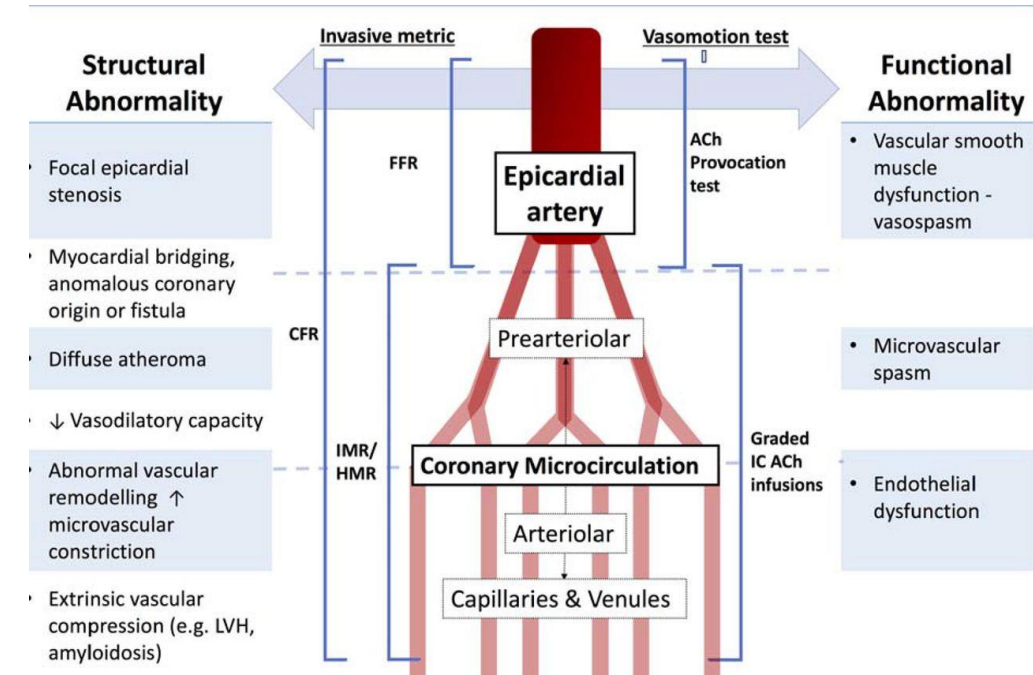 Invasive metric
Vasomotion test
Structural
Abnormality
Functional
Abnormality
• Focal epicardial
stenosis
• Myocardial bridging,
anomalous coronary
origin or fistula
• Diffuse atheroma
• ↓ Vasodilatory capacity
• Abnormal vascular
remodelling ↑
microvascular
constriction
• Extrinsic vascular
compression (e.g. LVH,
amyloidosis)
CFR
FFR
IMR/
HMR
Epicardial
artery
Prearteriolar
Coronary Microcirculation
Arteriolar
Capillaries & Venules
ACh
Provocation
test
Graded
IC ACh
infusions
• Vascular smooth
muscle
dysfunction -
vasospasm
• Microvascular
spasm
• Endothelial
dysfunction